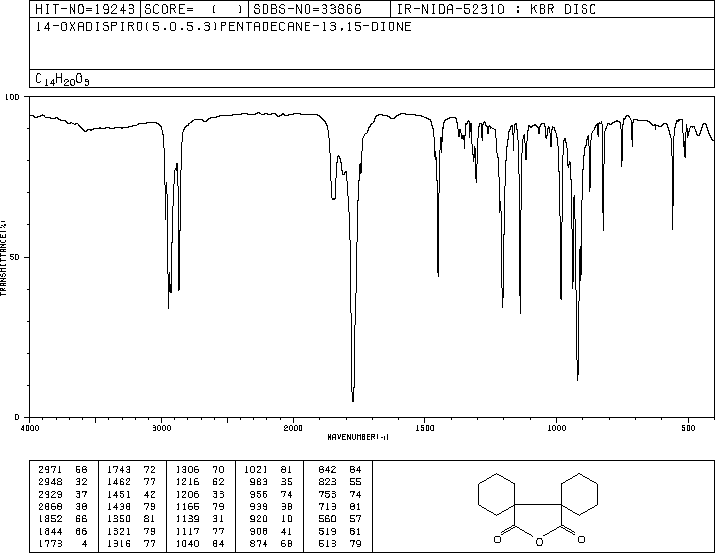 HIT-NO=19243 SCORE= ( ) SDBS-NO=33866 IR-NIDA-52310 : KBR DISC
14-OXADISPIRO(5.0.5.3)PENTADECANE-13,15-DIONE
C14H20O3
100
50
0
TRANSMITTANCE(%)
4000 3000 2000 1500 1000 500
WAVENUMBER(-1)
2971 68 1743 72 1306 70 1021 81 842 84
2948 32 1462 77 1216 62 983 35 823 55
2929 37 1451 42 1206 33 955 74 753 74
2868 38 1438 79 1165 79 939 38 713 81
1852 66 1350 81 1139 31 920 10 560 57
1844 66 1321 79 1117 77 908 41 519 81
1773 4 1316 77 1040 84 874 68 513 79
O O O